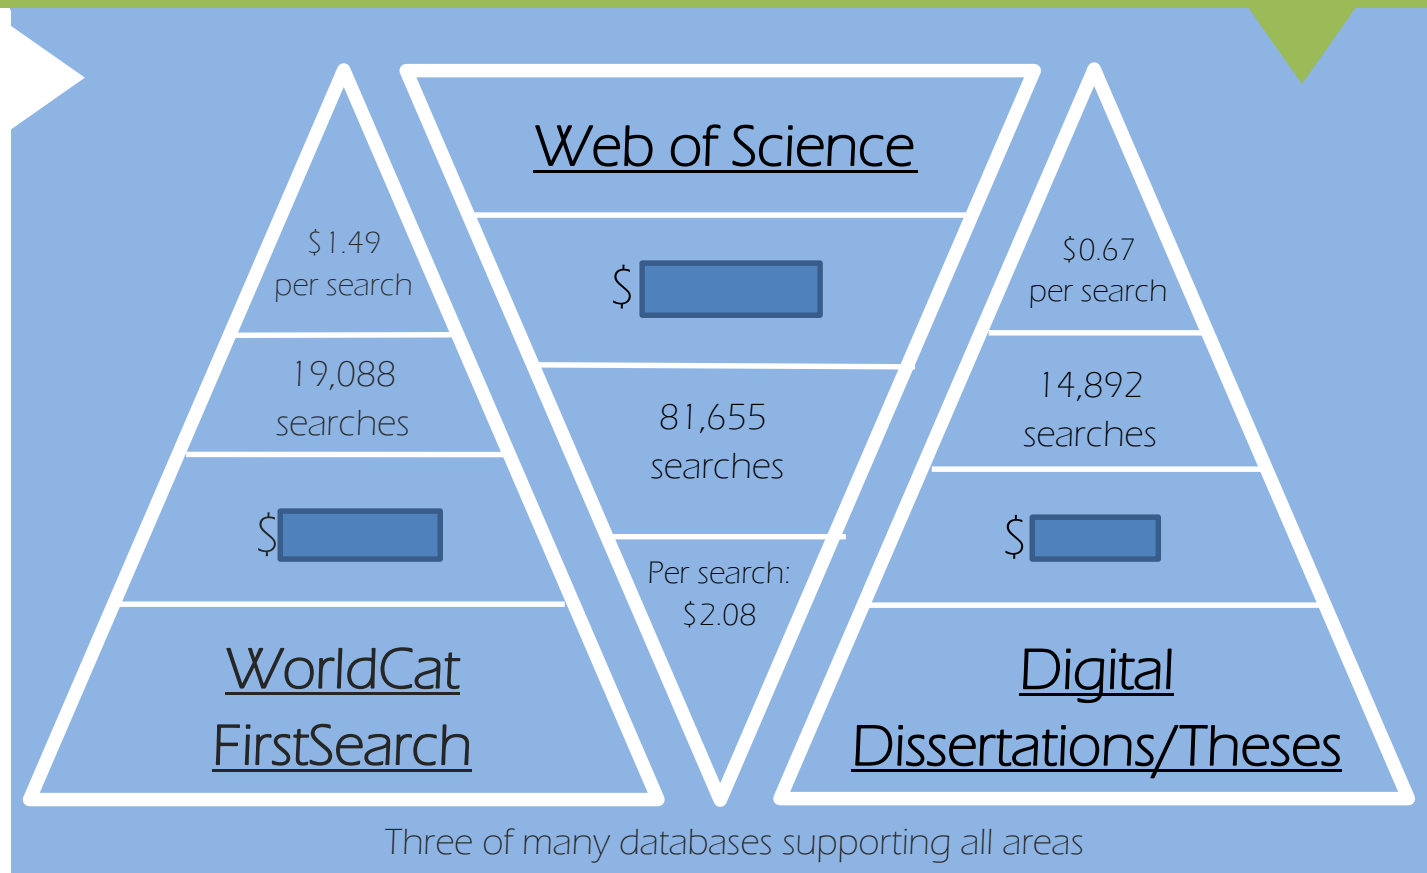 $1.49
per search
19,088
searches
$
WorldCat
FirstSearch
Web of Science
$
81,655
searches
Per search:
$2.08
$0.67
per search
14,892
searches
$
Digital
Dissertations/Theses
Three of many databases supporting all areas